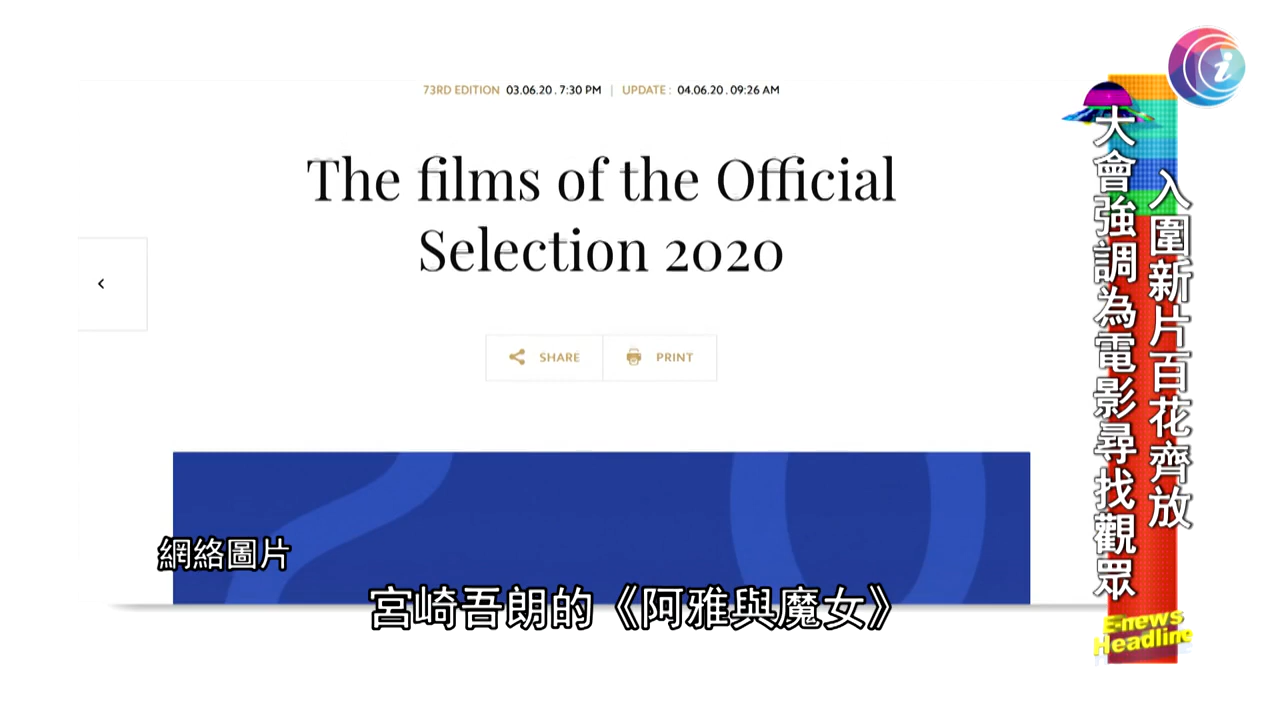 73RD EDITION 03.06.20 . 7:30 PM | UPDATE : 04.06.20 . 09:26 AM
The films of the Official
Selection 2020
SHARE
PRINT
入圍新片百花齊放
大會強調為電影尋找觀眾
網絡圖片
宮崎吾朗的《阿雅與魔女》
E-news
Headline
i